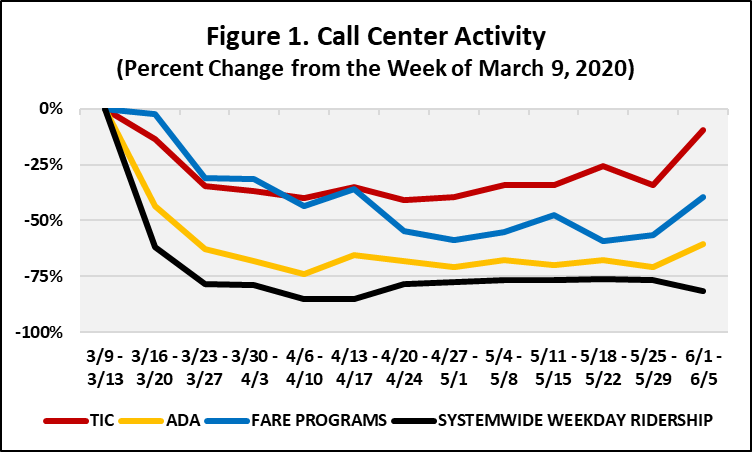 Figure 1. Call Center Activity
(Percent Change from the Week of March 9, 2020)
0%
-25%
-50%
-75%
-100%
3/9 - 3/16 - 3/23 - 3/30 - 4/6 - 4/13 - 4/20 - 4/27 - 5/4 - 5/11 - 5/18 - 5/25 - 6/1 -
3/13 3/20 3/27 4/3 4/10 4/17 4/24 5/1 5/8 5/15 5/22 5/29 6/5
TIC ADA FARE PROGRAMS SYSTEMWIDE WEEKDAY RIDERSHIP